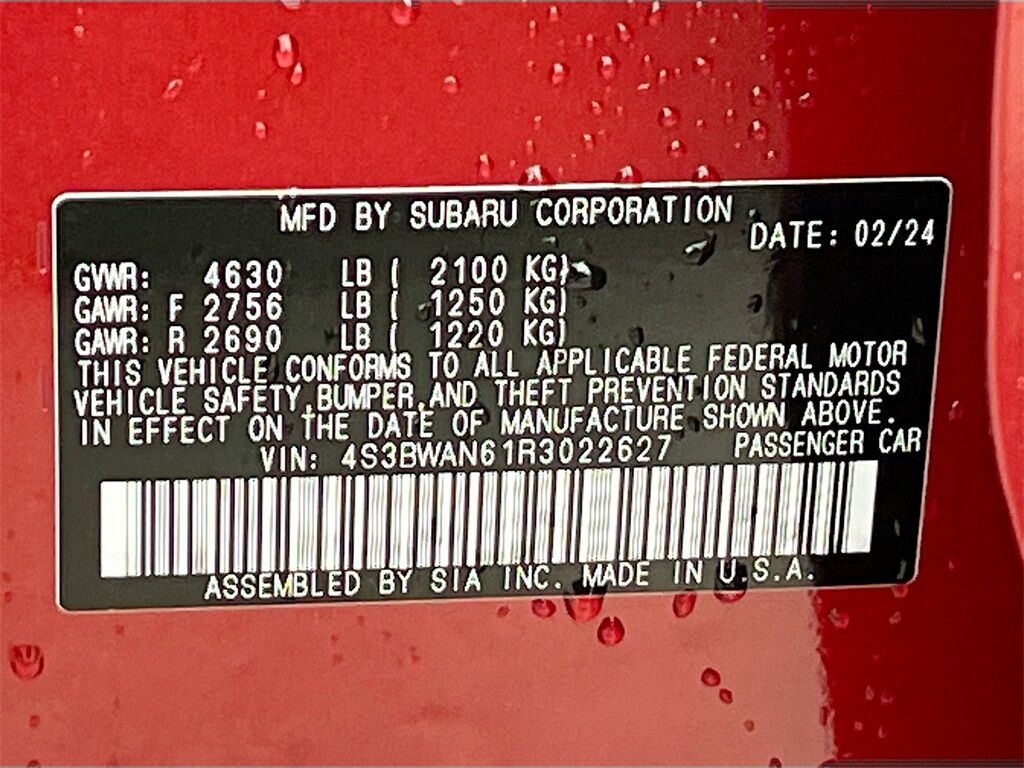 MFD BY SUBARU CORPORATION
DATE: 02/24
GVWR: 4630 LB ( 2100 KG)
GAWR: F 2756 LB ( 1250 KG)
GAWR: R 2690 LB ( 1220 KG)
THIS VEHICLE CONFORMS TO ALL APPLICABLE FEDERAL MOTOR
VEHICLE SAFETY,BUMPER,AND THEFT PREVENTION STANDARDS
IN EFFECT ON THE DATE OF MANUFACTURE SHOWN ABOVE.
VIN: 4S3BWAN61R3022627 PASSENGER CAR
ASSEMBLED BY SIA INC. MADE IN U.S.A.